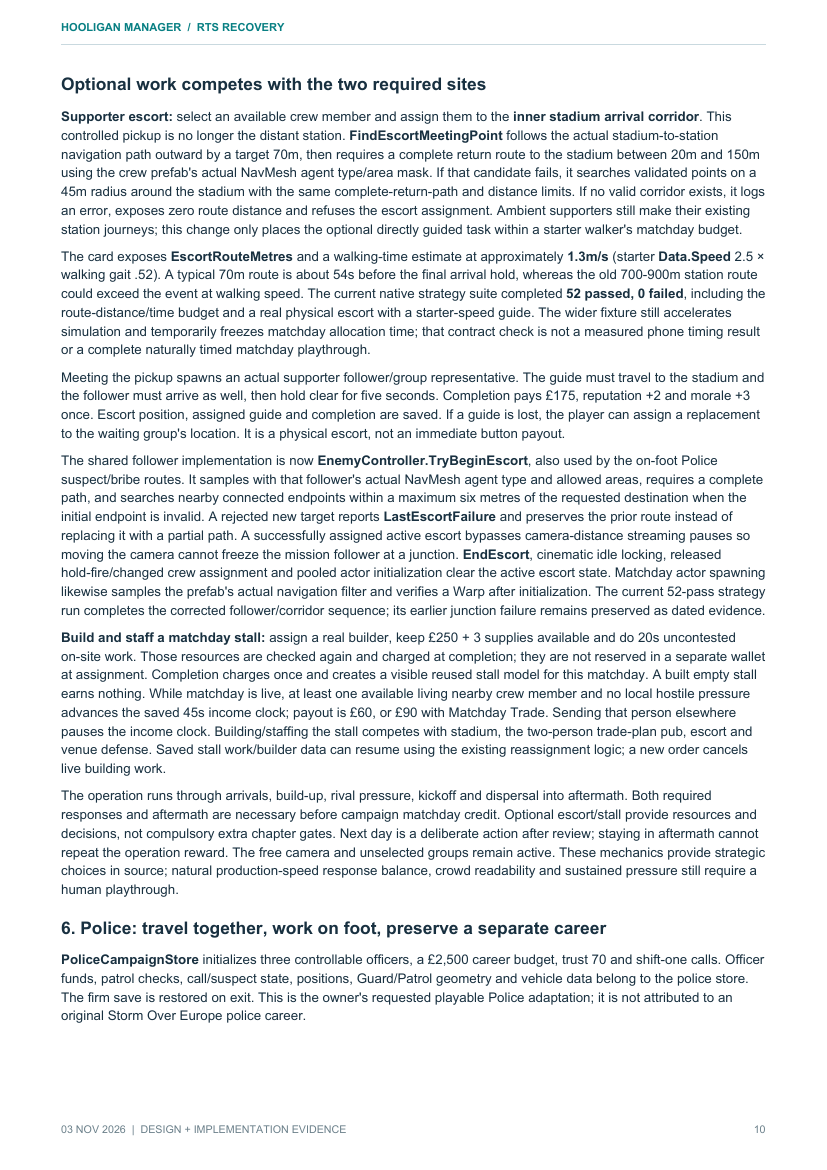 HOOLIGAN MANAGER / RTS RECOVERY
Optional work competes with the two required sites
Supporter escort: select an available crew member and assign them to the inner stadium arrival corridor. This
controlled pickup is no longer the distant station. FindEscortMeetingPoint follows the actual stadium-to-station
navigation path outward by a target 70m, then requires a complete return route to the stadium between 20m and 150m
using the crew prefab's actual NavMesh agent type/area mask. If that candidate fails, it searches validated points on a
45m radius around the stadium with the same complete-return-path and distance limits. If no valid corridor exists, it logs
an error, exposes zero route distance and refuses the escort assignment. Ambient supporters still make their existing
station journeys; this change only places the optional directly guided task within a starter walker's matchday budget.
The card exposes EscortRouteMetres and a walking-time estimate at approximately 1.3m/s (starter Data.Speed 2.5 ×
walking gait .52). A typical 70m route is about 54s before the final arrival hold, whereas the old 700-900m station route
could exceed the event at walking speed. The current native strategy suite completed 52 passed, 0 failed, including the
route-distance/time budget and a real physical escort with a starter-speed guide. The wider fixture still accelerates
simulation and temporarily freezes matchday allocation time; that contract check is not a measured phone timing result
or a complete naturally timed matchday playthrough.
Meeting the pickup spawns an actual supporter follower/group representative. The guide must travel to the stadium and
the follower must arrive as well, then hold clear for five seconds. Completion pays £175, reputation +2 and morale +3
once. Escort position, assigned guide and completion are saved. If a guide is lost, the player can assign a replacement
to the waiting group's location. It is a physical escort, not an immediate button payout.
The shared follower implementation is now EnemyController.TryBeginEscort, also used by the on-foot Police
suspect/bribe routes. It samples with that follower's actual NavMesh agent type and allowed areas, requires a complete
path, and searches nearby connected endpoints within a maximum six metres of the requested destination when the
initial endpoint is invalid. A rejected new target reports LastEscortFailure and preserves the prior route instead of
replacing it with a partial path. A successfully assigned active escort bypasses camera-distance streaming pauses so
moving the camera cannot freeze the mission follower at a junction. EndEscort, cinematic idle locking, released
hold-fire/changed crew assignment and pooled actor initialization clear the active escort state. Matchday actor spawning
likewise samples the prefab's actual navigation filter and verifies a Warp after initialization. The current 52-pass strategy
run completes the corrected follower/corridor sequence; its earlier junction failure remains preserved as dated evidence.
Build and staff a matchday stall: assign a real builder, keep £250 + 3 supplies available and do 20s uncontested
on-site work. Those resources are checked again and charged at completion; they are not reserved in a separate wallet
at assignment. Completion charges once and creates a visible reused stall model for this matchday. A built empty stall
earns nothing. While matchday is live, at least one available living nearby crew member and no local hostile pressure
advances the saved 45s income clock; payout is £60, or £90 with Matchday Trade. Sending that person elsewhere
pauses the income clock. Building/staffing the stall competes with stadium, the two-person trade-plan pub, escort and
venue defense. Saved stall work/builder data can resume using the existing reassignment logic; a new order cancels
live building work.
The operation runs through arrivals, build-up, rival pressure, kickoff and dispersal into aftermath. Both required
responses and aftermath are necessary before campaign matchday credit. Optional escort/stall provide resources and
decisions, not compulsory extra chapter gates. Next day is a deliberate action after review; staying in aftermath cannot
repeat the operation reward. The free camera and unselected groups remain active. These mechanics provide strategic
choices in source; natural production-speed response balance, crowd readability and sustained pressure still require a
human playthrough.
6. Police: travel together, work on foot, preserve a separate career
PoliceCampaignStore initializes three controllable officers, a £2,500 career budget, trust 70 and shift-one calls. Officer
funds, patrol checks, call/suspect state, positions, Guard/Patrol geometry and vehicle data belong to the police store.
The firm save is restored on exit. This is the owner's requested playable Police adaptation; it is not attributed to an
original Storm Over Europe police career.
03 NOV 2026 | DESIGN + IMPLEMENTATION EVIDENCE
10